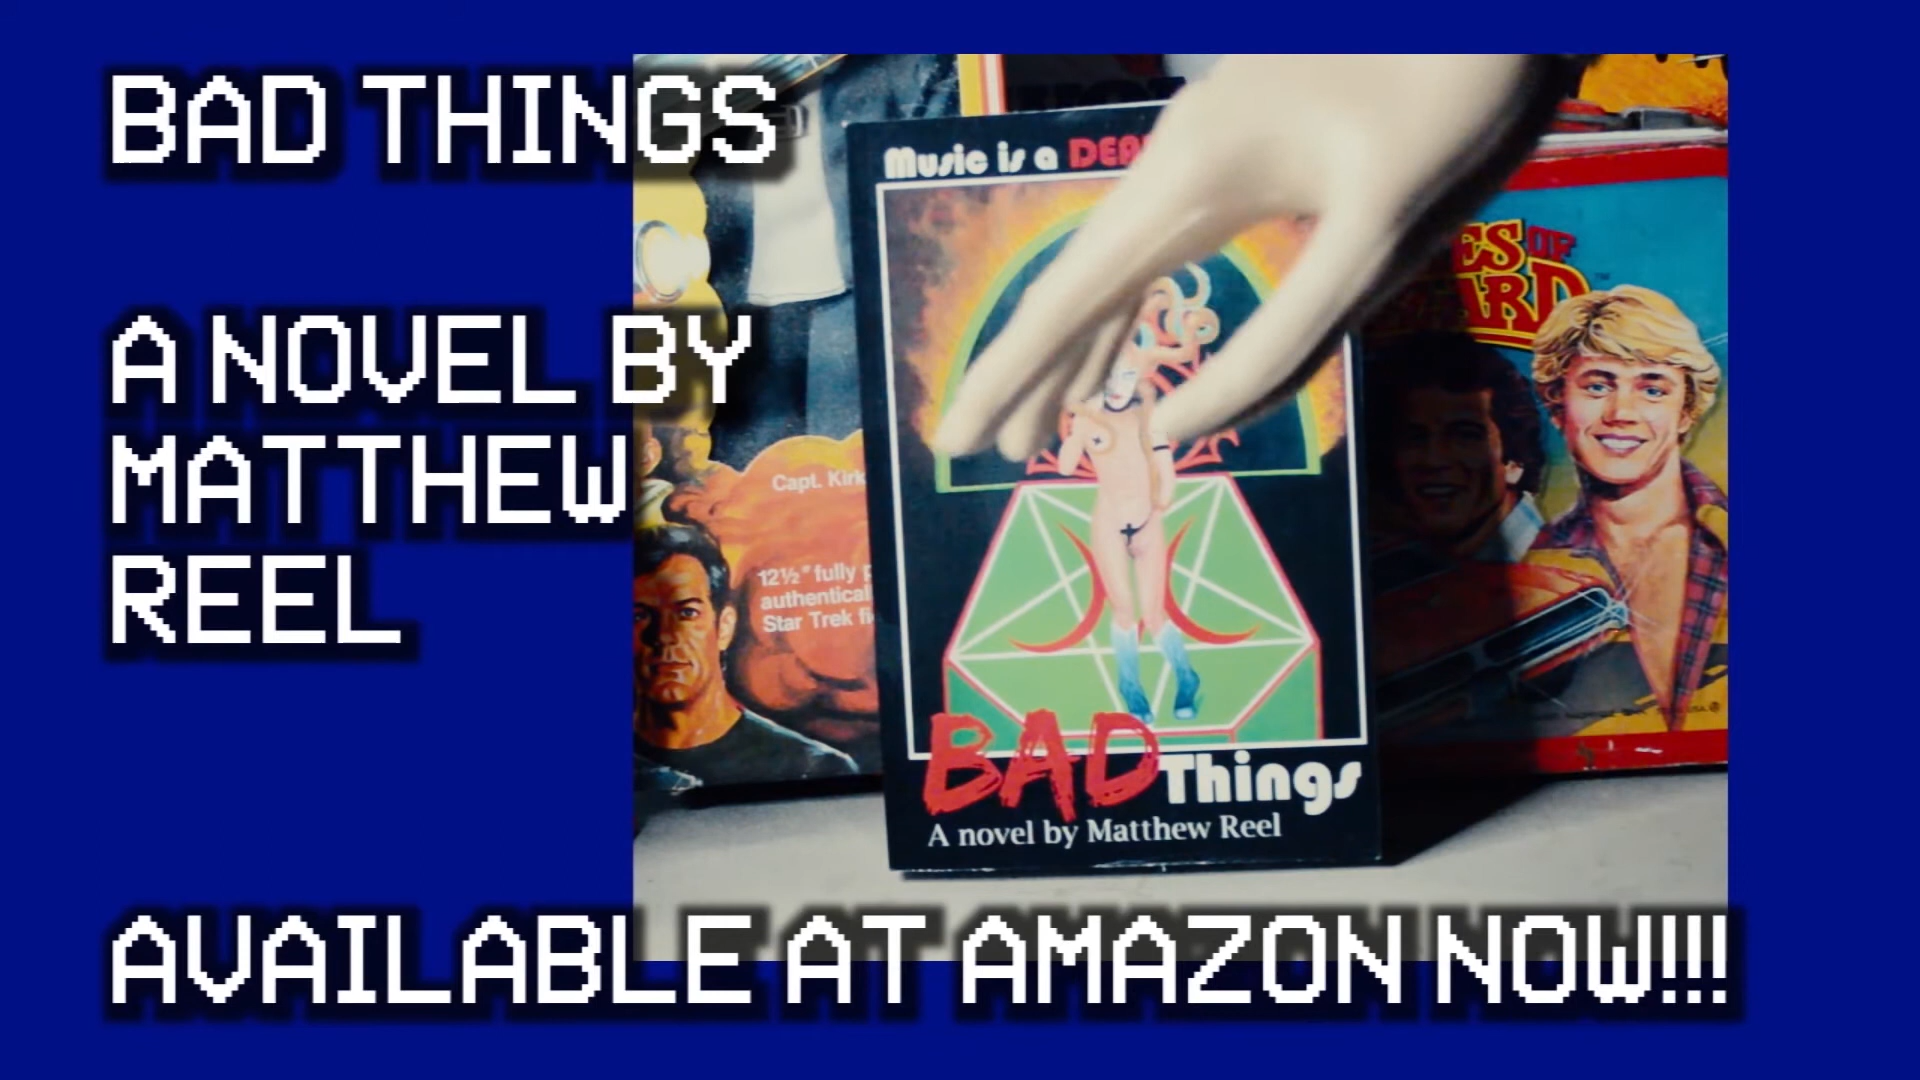 BAD THINGS
A NOVEL BY
MATTHEW
REEL
AVAILABLE AT AMAZON NOW!!!
Music is a
BAD Things
A novel by Matthew Reel
Capt. Kirk
12½" fully
Star Trek
OF